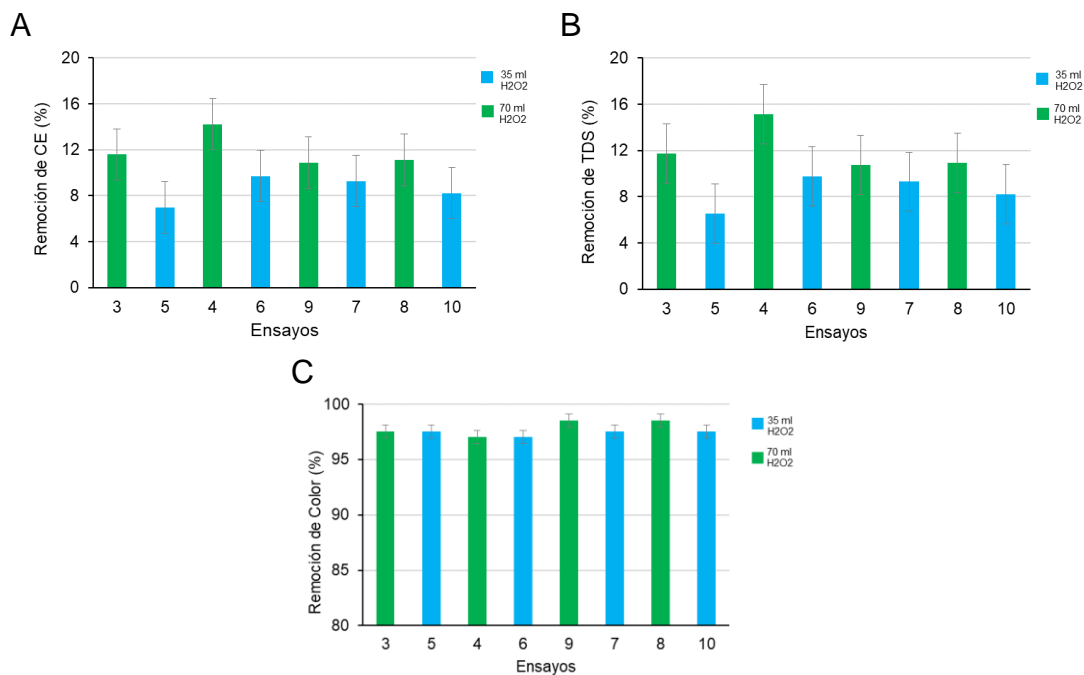 A
20
16
12
8
4
0
Remoción de CE (%)
3 5 4 6 9 7 8 10
Ensayos
35 ml
H2O2
70 ml
H2O2
B
20
16
12
8
4
0
Remoción de TDS (%)
3 5 4 6 9 7 8 10
Ensayos
35 ml
H2O2
70 ml
H2O2
C
100
95
90
85
80
Remoción de Color (%)
3 5 4 6 9 7 8 10
Ensayos
35 ml
H2O2
70 ml
H2O2